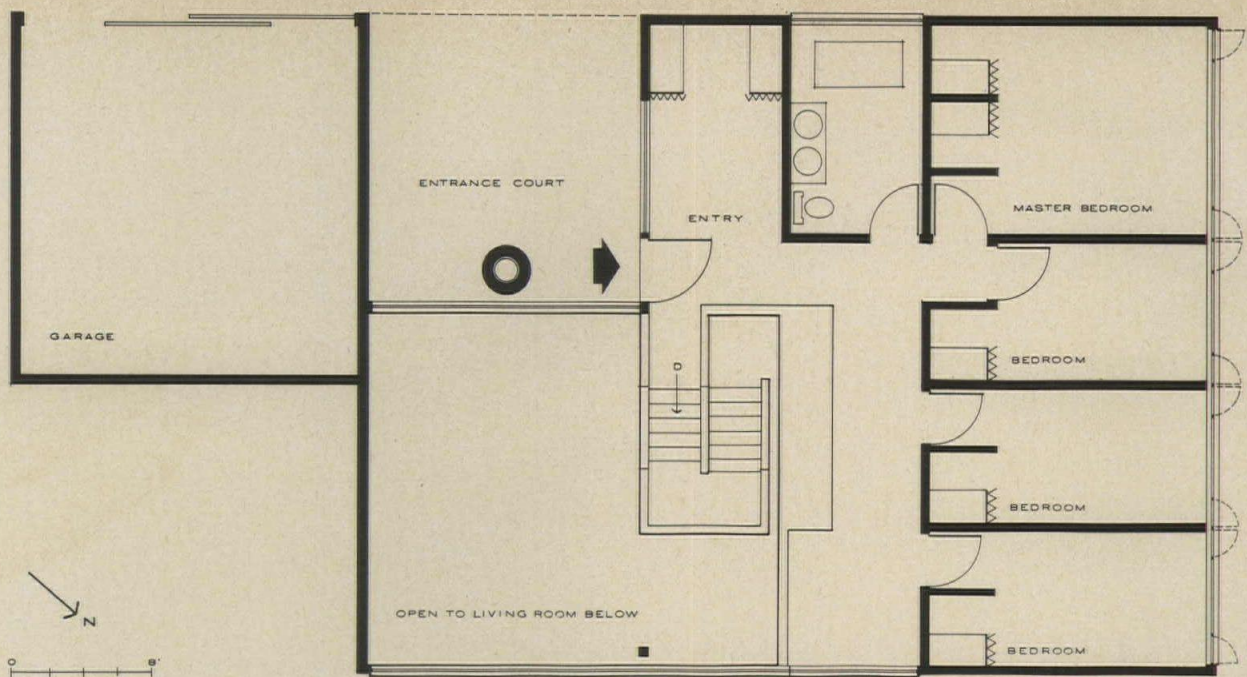 ENTRANCE COURT
ENTRY
MASTER BEDROOM
GARAGE
BEDROOM
D
BEDROOM
OPEN TO LIVING ROOM BELOW
N
BEDROOM
0 8'